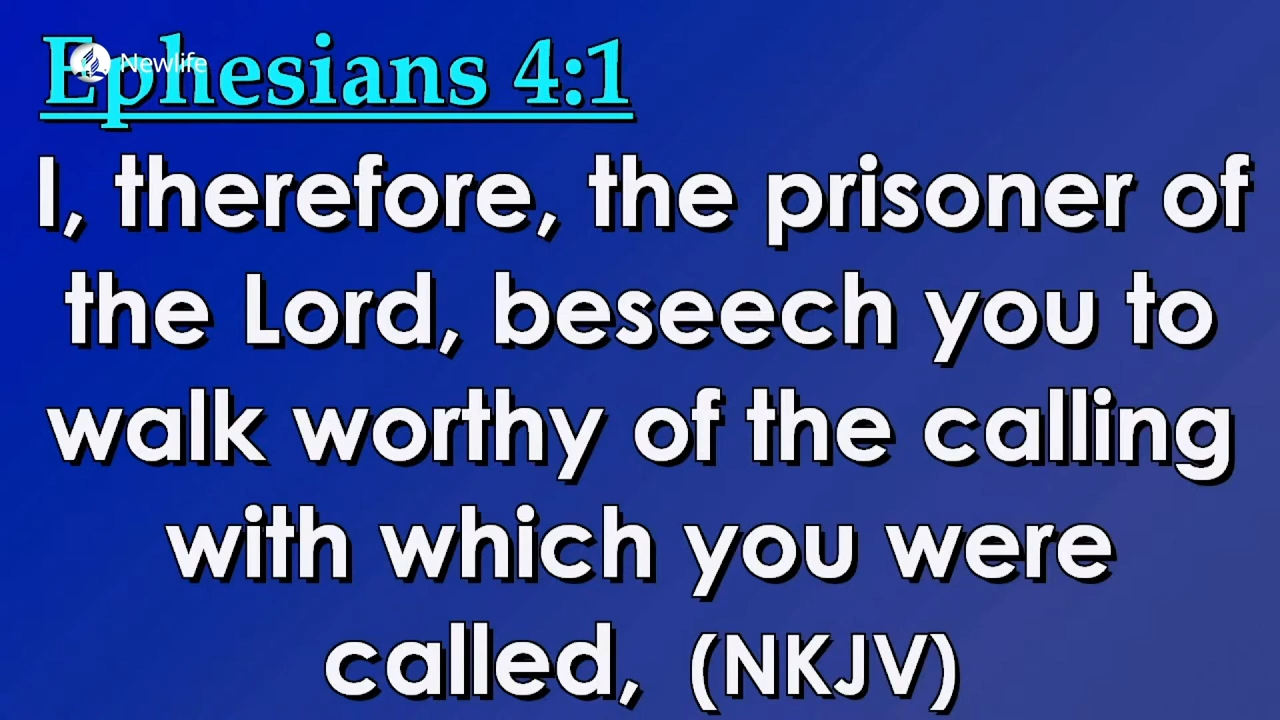 Ephesians 4:1
Newlife
I, therefore, the prisoner of
the Lord, beseech you to
walk worthy of the calling
with which you were
called, (NKJV)